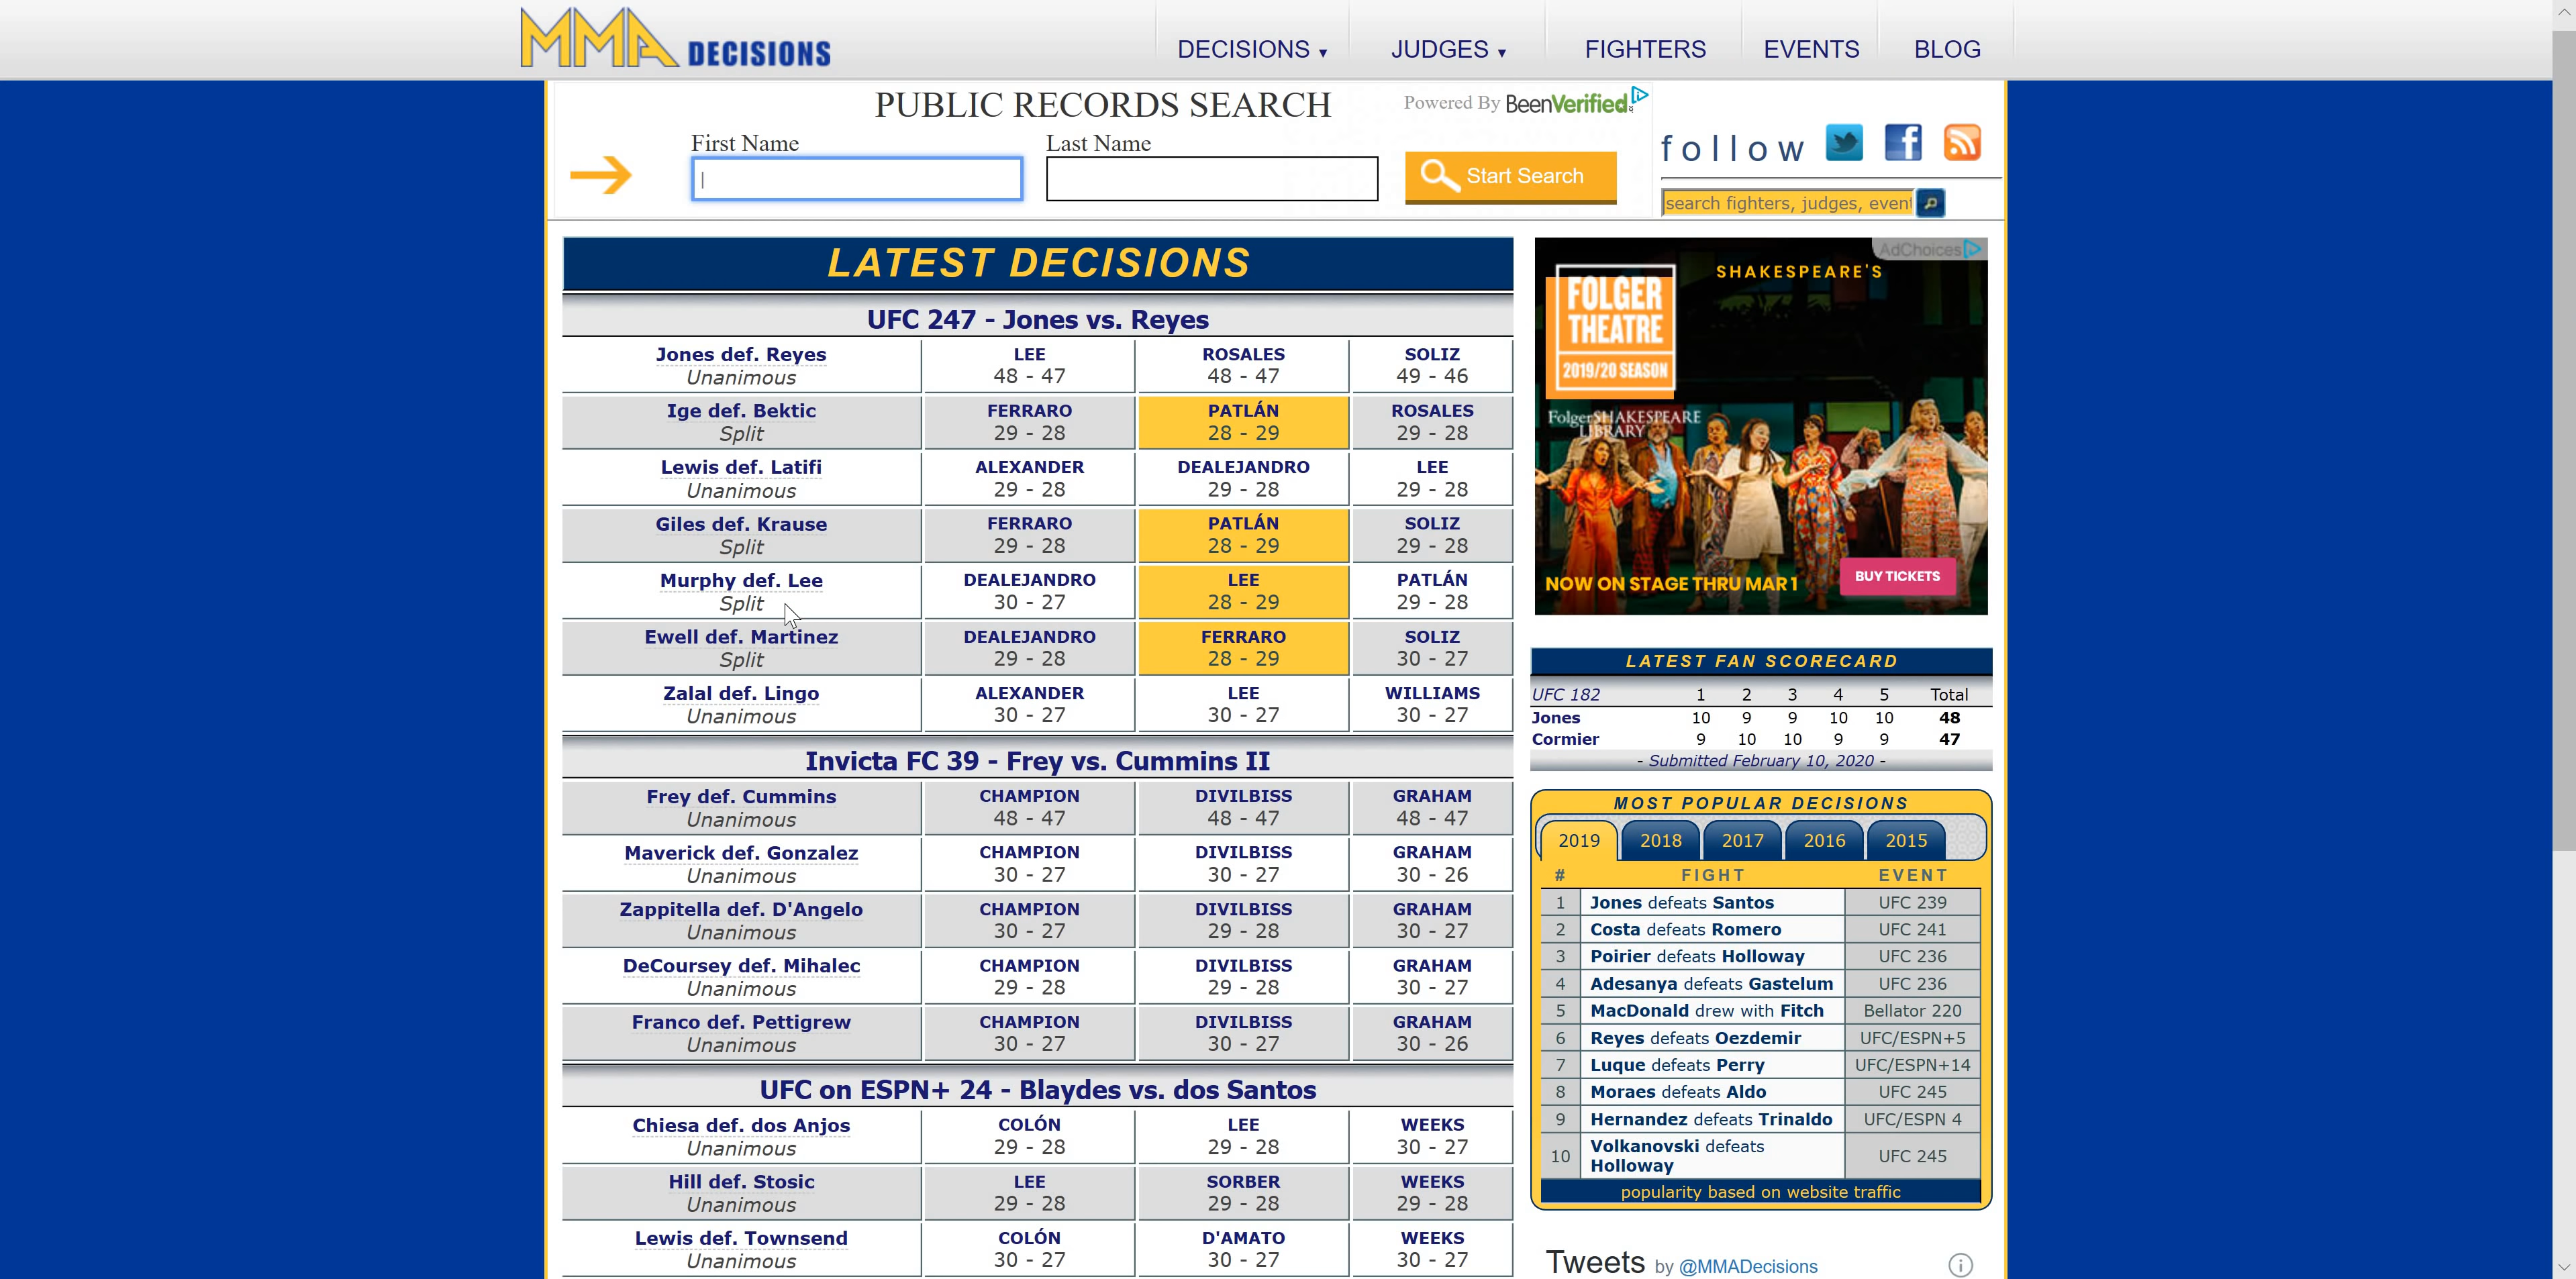 MMA DECISIONS
DECISIONS ▼ JUDGES ▼ FIGHTERS EVENTS BLOG
PUBLIC RECORDS SEARCH
Powered By BeenVerified
First Name
Last Name
Start Search
follow
search fighters, judges, event
LATEST DECISIONS
UFC 247 - Jones vs. Reyes
Jones def. Reyes LEE ROSALES SOLIZ
Unanimous 48 - 47 48 - 47 49 - 46
Ige def. Bektic FERRARO PATLÁN ROSALES
Split 29 - 28 28 - 29 29 - 28
Lewis def. Latifi ALEXANDER DEALEJANDRO LEE
Unanimous 29 - 28 29 - 28 29 - 28
Giles def. Krause FERRARO PATLÁN SOLIZ
Split 29 - 28 28 - 29 29 - 28
Murphy def. Lee DEALEJANDRO LEE PATLÁN
Split 30 - 27 28 - 29 29 - 28
Ewell def. Martinez DEALEJANDRO FERRARO SOLIZ
Split 29 - 28 28 - 29 30 - 27
Zalal def. Lingo ALEXANDER LEE WILLIAMS
Unanimous 30 - 27 30 - 27 30 - 27
Invicta FC 39 - Frey vs. Cummins II
Frey def. Cummins CHAMPION DIVILBISS GRAHAM
Unanimous 48 - 47 48 - 47 48 - 47
Maverick def. Gonzalez CHAMPION DIVILBISS GRAHAM
Unanimous 30 - 27 30 - 27 30 - 26
Zappitella def. D'Angelo CHAMPION DIVILBISS GRAHAM
Unanimous 30 - 27 29 - 28 30 - 27
DeCoursey def. Mihalec CHAMPION DIVILBISS GRAHAM
Unanimous 29 - 28 29 - 28 30 - 27
Franco def. Pettigrew CHAMPION DIVILBISS GRAHAM
Unanimous 30 - 27 30 - 27 30 - 26
UFC on ESPN+ 24 - Blaydes vs. dos Santos
Chiesa def. dos Anjos COLÓN LEE WEEKS
Unanimous 29 - 28 29 - 28 30 - 27
Hill def. Stosic LEE SORBER WEEKS
Unanimous 29 - 28 29 - 28 29 - 28
Lewis def. Townsend COLÓN D'AMATO WEEKS
Unanimous 30 - 27 30 - 27 30 - 27
AdChoices
SHAKESPEARE'S
FOLGER
THEATRE
2019/20 SEASON
Folger SHAKESPEARE
LIBRARY
NOW ON STAGE THRU MAR 1
BUY TICKETS
LATEST FAN SCORECARD
UFC 182 1 2 3 4 5 Total
Jones 10 9 9 10 10 48
Cormier 9 10 10 9 9 47
- Submitted February 10, 2020 -
MOST POPULAR DECISIONS
2019 2018 2017 2016 2015
# FIGHT EVENT
1 Jones defeats Santos UFC 239
2 Costa defeats Romero UFC 241
3 Poirier defeats Holloway UFC 236
4 Adesanya defeats Gastelum UFC 236
5 MacDonald drew with Fitch Bellator 220
6 Reyes defeats Oezdemir UFC/ESPN+5
7 Luque defeats Perry UFC/ESPN+14
8 Moraes defeats Aldo UFC 245
9 Hernandez defeats Trinaldo UFC/ESPN 4
10 Volkanovski defeats
Holloway UFC 245
popularity based on website traffic
Tweets by @MMADecisions